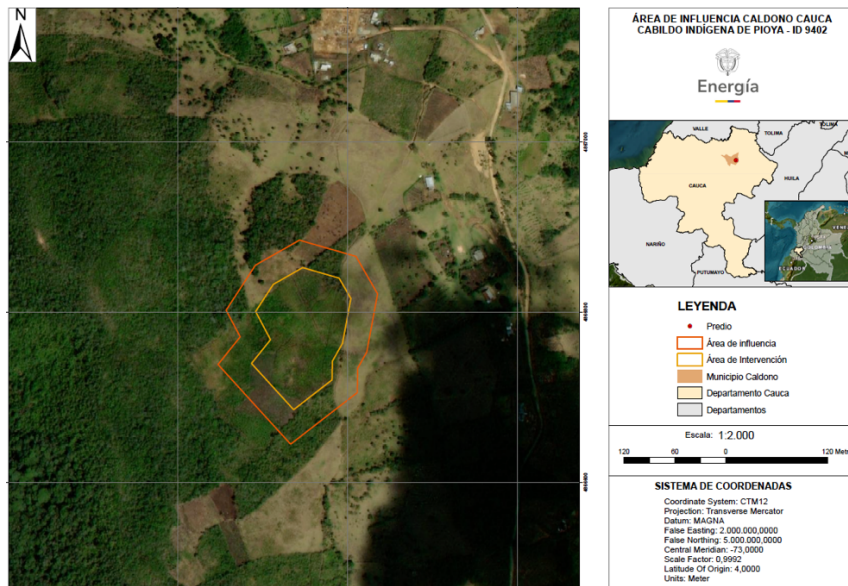 N
ÁREA DE INFLUENCIA CALDONO CAUCA
CABILDO INDÍGENA DE PIOYA - ID 9402
Energía
VALLE
TOLIMA
TOLIMA
CAUCA
HUILA
NARIÑO
PUTUMAYO
ECUADOR
LEYENDA
Predio
Área de influencia
Área de Intervención
Municipio Caldono
Departamento Cauca
Departamentos
Escala: 1:2.000
120 60 0 120 Met
SISTEMA DE COORDENADAS
Coordinate System: CTM12
Projection: Transverse Mercator
Datum: MAGNA
False Easting: 2.000.000,0000
False Northing: 5.000.000,0000
Central Meridian: -73,0000
Scale Factor: 0,9992
Latitude Of Origin: 4,0000
Units: Meter